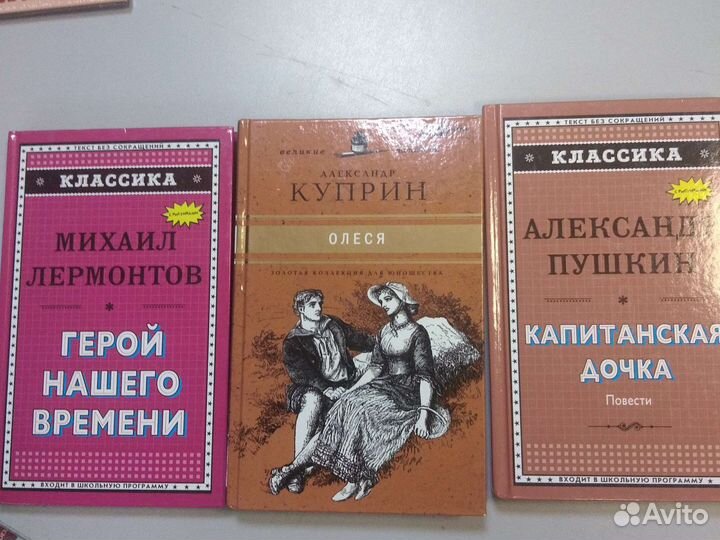 ТЕКСТ БЕЗ СОКРАЩЕНИЙ
КЛАССИКА
МИХАИЛ
ЛЕРМОНТОВ
ГЕРОЙ
НАШЕГО
ВРЕМЕНИ
ВХОДИТ В ШКОЛЬНУЮ ПРОГРАММУ
великие
АЛЕКСАНДР
КУПРИН
ОЛЕСЯ
ЗОЛОТАЯ КОЛЛЕКЦИЯ ДЛЯ ЮНОШЕСТВА
ТЕКСТ БЕЗ СОКРАЩЕНИЙ
КЛАССИКА
АЛЕКСАНДР
ПУШКИН
КАПИТАНСКАЯ
ДОЧКА
Повести
ВХОДИТ В ШКОЛЬНУЮ ПРОГРАММУ
Avito